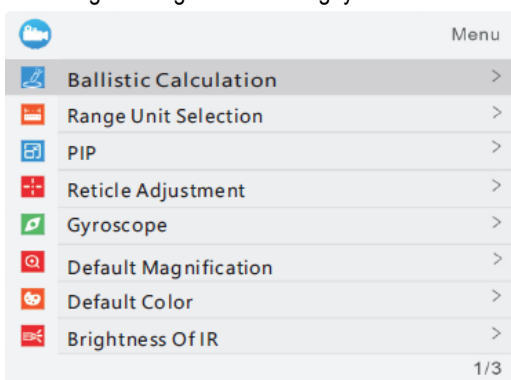 Menu
Ballistic Calculation >
Range Unit Selection >
PIP >
Reticle Adjustment >
Gyroscope >
Default Magnification >
Default Color >
Brightness Of IR >
1/3